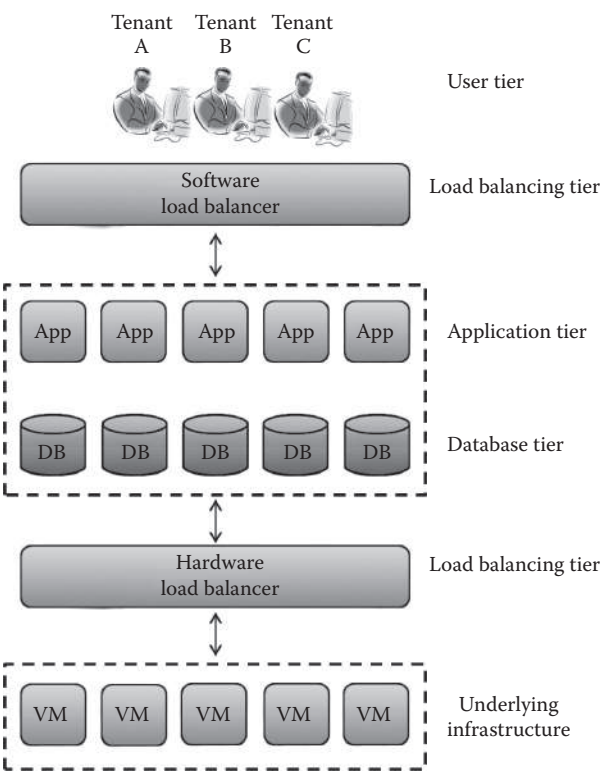 Tenant A
Tenant B
Tenant C
User tier
Software load balancer
Load balancing tier
App App App App App
Application tier
DB DB DB DB DB
Database tier
Hardware load balancer
Load balancing tier
VM VM VM VM VM
Underlying infrastructure